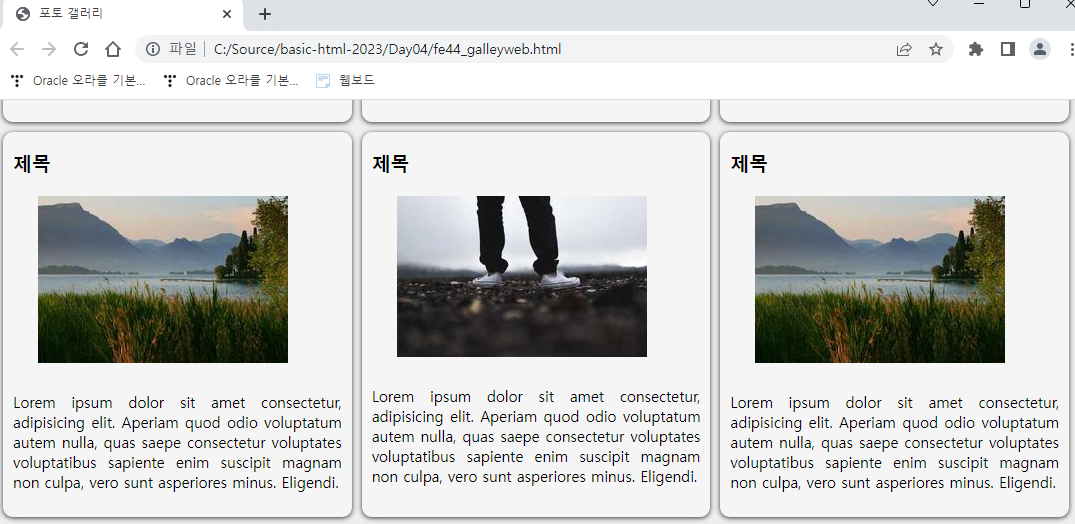 포토 갤러리
파일 C:/Source/basic-html-2023/Day04/fe44_galleyweb.html
Oracle 오라클 기본... Oracle 오라클 기본... 웹보드
제목 제목 제목
Lorem ipsum dolor sit amet consectetur,
adipisicing elit. Aperiam quod odio voluptatum
autem nulla, quas saepe consectetur voluptates
voluptatibus sapiente enim suscipit magnam
non culpa, vero sunt asperiores minus. Eligendi.
Lorem ipsum dolor sit amet consectetur,
adipisicing elit. Aperiam quod odio voluptatum
autem nulla, quas saepe consectetur voluptates
voluptatibus sapiente enim suscipit magnam
non culpa, vero sunt asperiores minus. Eligendi.
Lorem ipsum dolor sit amet consectetur,
adipisicing elit. Aperiam quod odio voluptatum
autem nulla, quas saepe consectetur voluptates
voluptatibus sapiente enim suscipit magnam
non culpa, vero sunt asperiores minus. Eligendi.